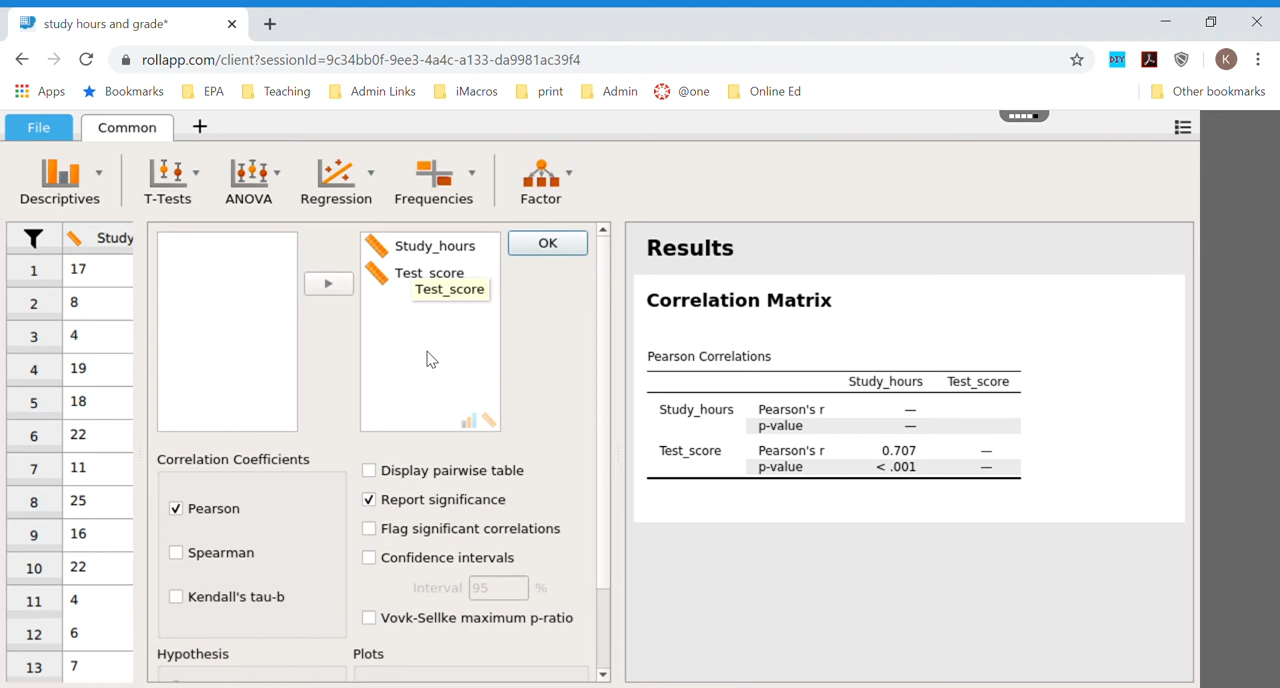 study hours and grade*
rollapp.com/client?sessionId=9c34bb0f-9ee3-4a4c-a133-da9981ac39f4
DIY
K
Apps Bookmarks EPA Teaching Admin Links iMacros print Admin @one Online Ed Other bookmarks
File Common
Descriptives T-Tests ANOVA Regression Frequencies Factor
Study
1 17
2 8
3 4
4 19
5 18
6 22
7 11
8 25
9 16
10 22
11 4
12 6
13 7
Study_hours
Test_score
Test_score
OK
Correlation Coefficients
Pearson
Spearman
Kendall's tau-b
Display pairwise table
Report significance
Flag significant correlations
Confidence intervals
Interval 95 %
Vovk-Sellke maximum p-ratio
Hypothesis Plots
Results
Correlation Matrix
Pearson Correlations
Study_hours Test_score
Study_hours Pearson's r —
p-value —
Test_score Pearson's r 0.707 —
p-value < .001 —